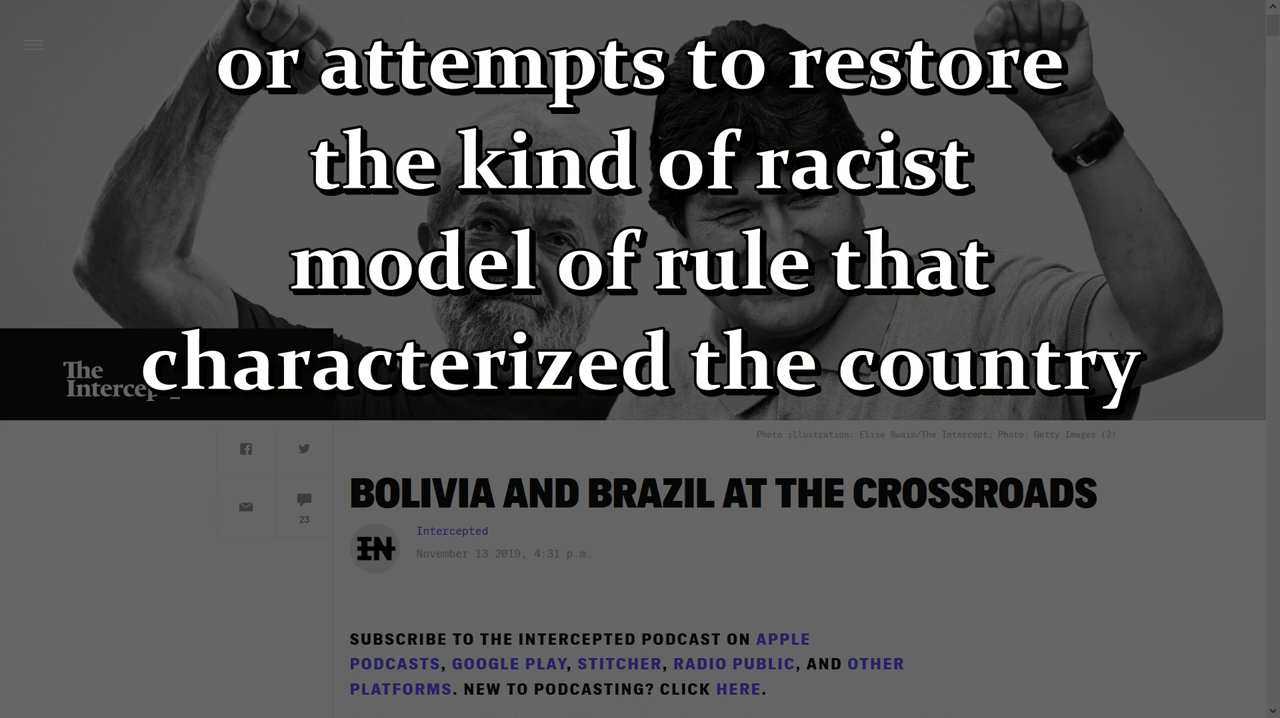 or attempts to restore
the kind of racist
model of rule that
characterized the country
The
Intercep_
Photo illustration: Elise Swain/The Intercept; Photo: Getty Images (2)
23
BOLIVIA AND BRAZIL AT THE CROSSROADS
IN
Intercepted
November 13 2019, 4:31 p.m.
SUBSCRIBE TO THE INTERCEPTED PODCAST ON APPLE
PODCASTS, GOOGLE PLAY, STITCHER, RADIO PUBLIC, AND OTHER
PLATFORMS. NEW TO PODCASTING? CLICK HERE.